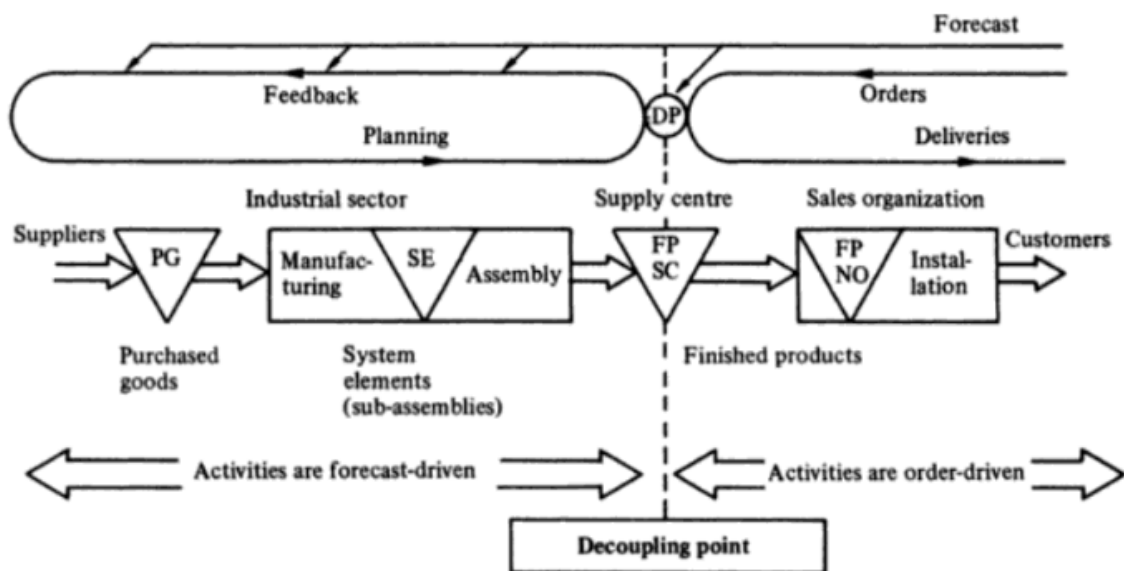 Forecast
Feedback
DP
Orders
Planning
Deliveries
Industrial sector
Supply centre
Sales organization
Suppliers
PG
Manufac-
turing
SE
Assembly
FP
SC
FP
NO
Instal-
lation
Customers
Purchased
goods
System
elements
(sub-assemblies)
Finished products
Activities are forecast-driven
Activities are order-driven
Decoupling point